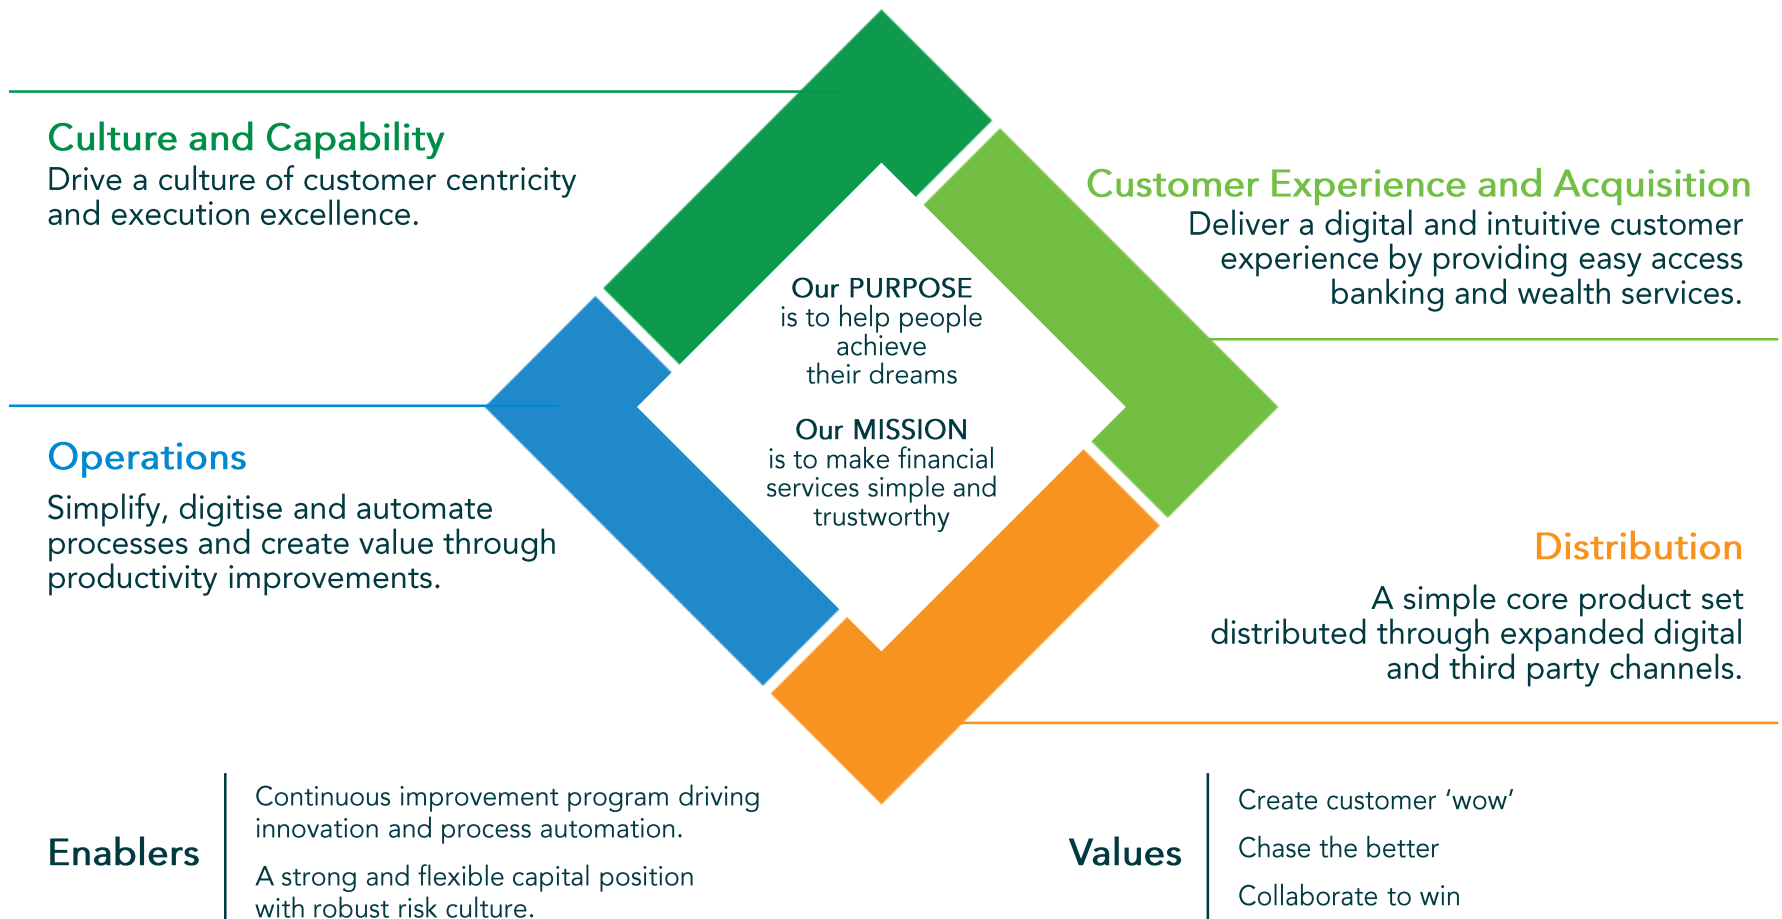 Culture and Capability
Drive a culture of customer centricity
and execution excellence.
Customer Experience and Acquisition
Deliver a digital and intuitive customer
experience by providing easy access
banking and wealth services.
Our PURPOSE
is to help people
achieve
their dreams
Our MISSION
is to make financial
services simple and
trustworthy
Operations
Simplify, digitise and automate
processes and create value through
productivity improvements.
Distribution
A simple core product set
distributed through expanded digital
and third party channels.
Enablers
Continuous improvement program driving
innovation and process automation.
A strong and flexible capital position
with robust risk culture.
Values
Create customer ‘wow’
Chase the better
Collaborate to win